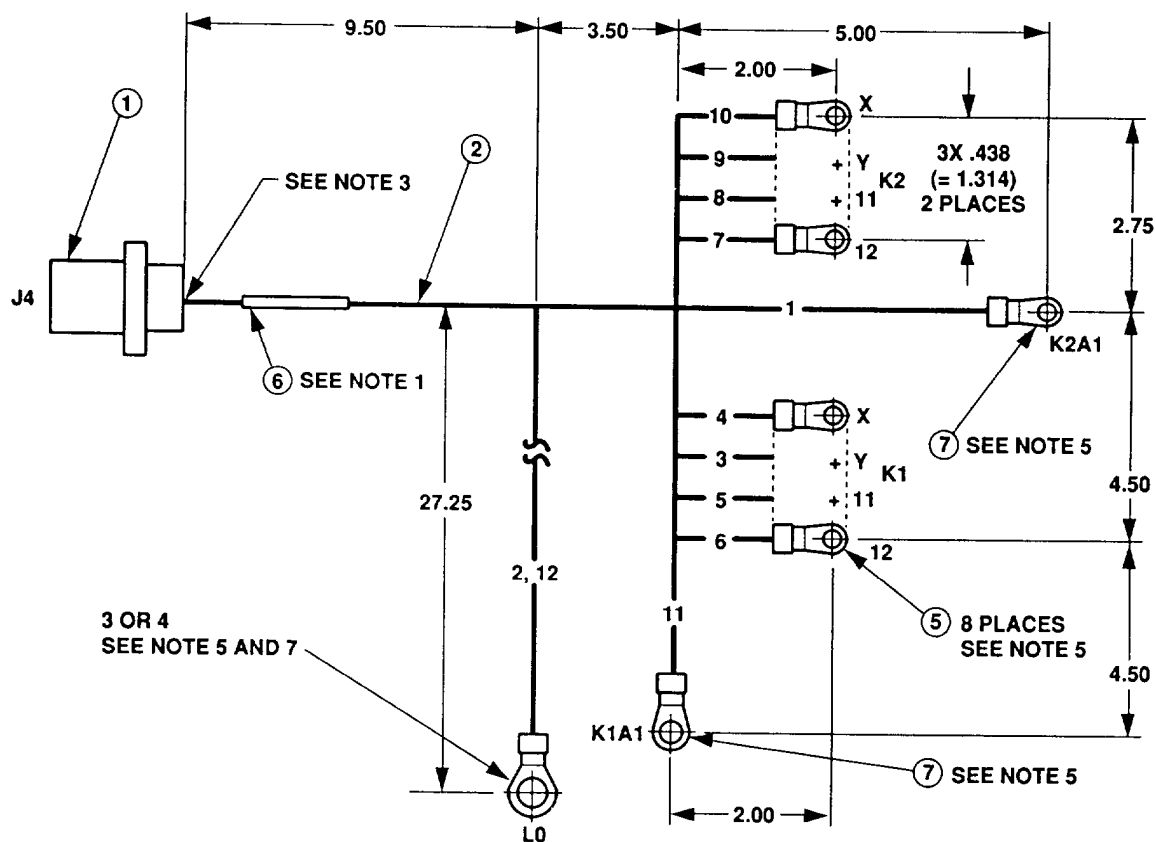 9.50
3.50
5.00
2.00
1
10
X
2
9
Y
K2
3X .438
(= 1.314)
2 PLACES
SEE NOTE 3
8
11
2.75
7
12
J4
1
K2A1
6 SEE NOTE 1
4
X
7 SEE NOTE 5
3
Y
K1
5
11
4.50
27.25
6
12
2, 12
11
3 OR 4
SEE NOTE 5 AND 7
5 8 PLACES
SEE NOTE 5
4.50
K1A1
7 SEE NOTE 5
2.00
L0